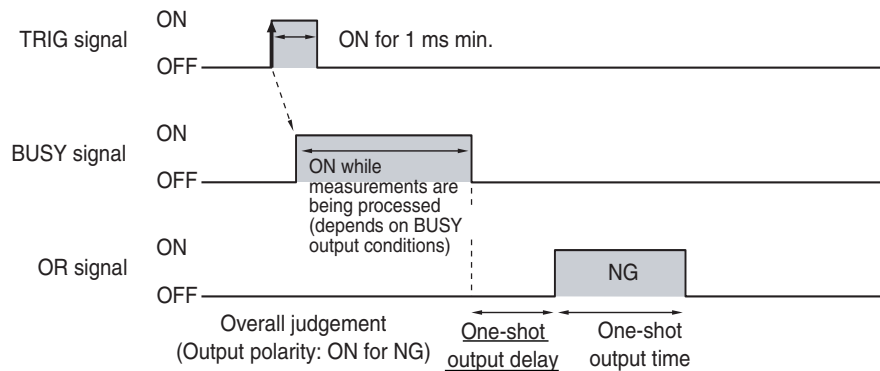 ON
TRIG signal
ON for 1 ms min.
OFF
ON
BUSY signal
ON while
measurements are
being processed
(depends on BUSY
output conditions)
OFF
ON
OR signal
NG
OFF
Overall judgement
(Output polarity: ON for NG)
One-shot
output delay
One-shot
output time